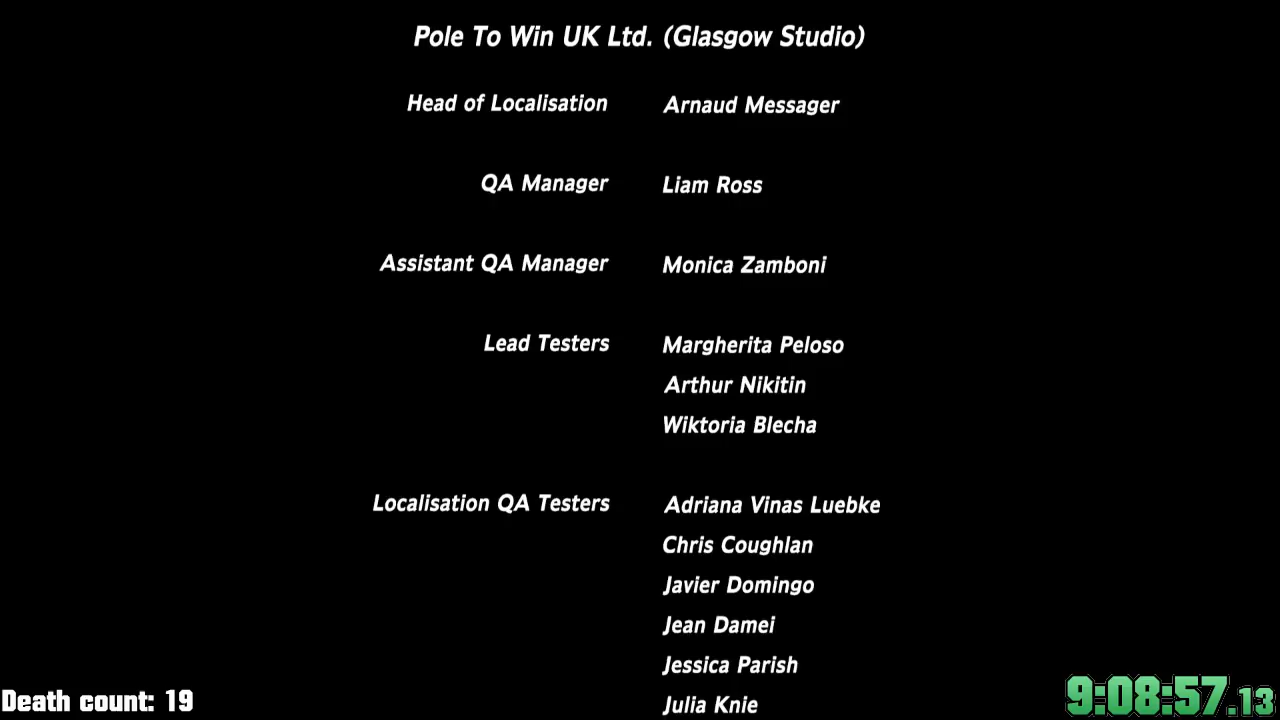 Pole To Win UK Ltd. (Glasgow Studio)
Head of Localisation Arnaud Messager
QA Manager Liam Ross
Assistant QA Manager Monica Zamboni
Lead Testers Margherita Peloso
Arthur Nikitin
Wiktoria Blecha
Localisation QA Testers Adriana Vinas Luebke
Chris Coughlan
Javier Domingo
Jean Damei
Jessica Parish
Julia Knie
Death count: 19
9:08:57.13